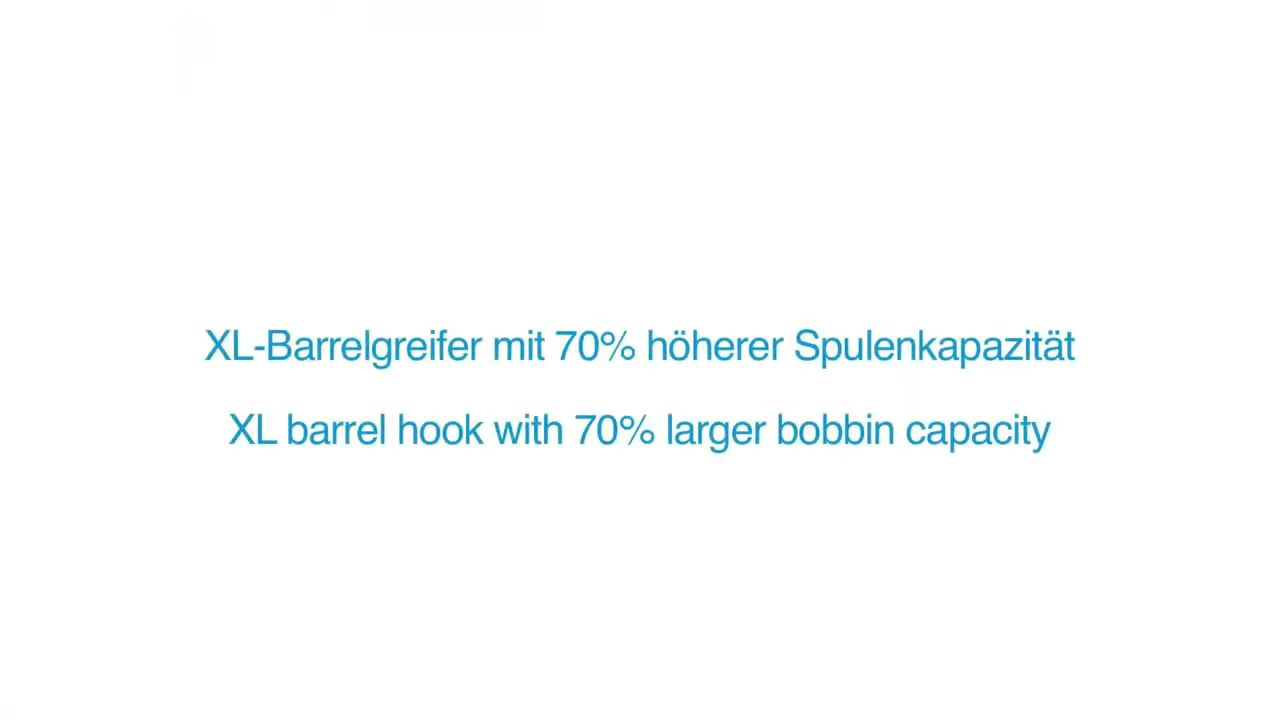 XL-Barrelgreifer mit 70% höherer Spulenkapazität
XL barrel hook with 70% larger bobbin capacity